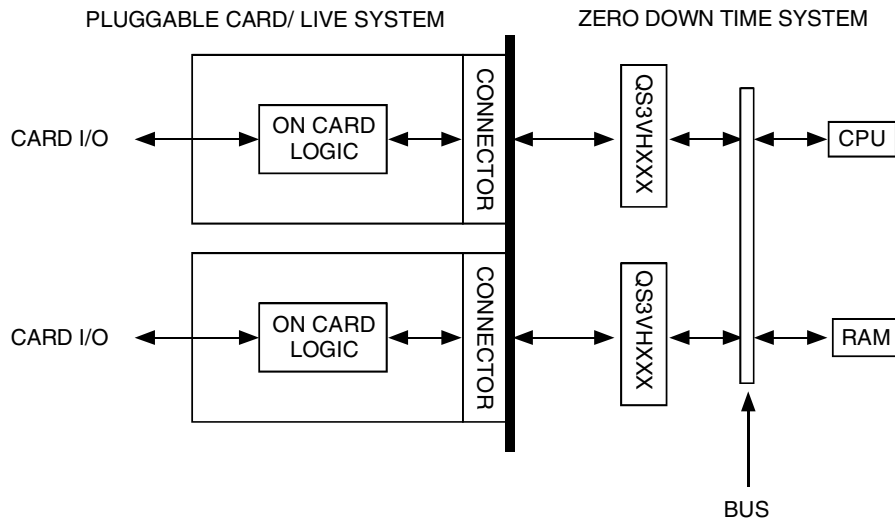 PLUGGABLE CARD/ LIVE SYSTEM
ZERO DOWN TIME SYSTEM
CARD I/O
ON CARD
LOGIC
CONNECTOR
QS3VHXXX
CPU
CARD I/O
ON CARD
LOGIC
CONNECTOR
QS3VHXXX
RAM
BUS